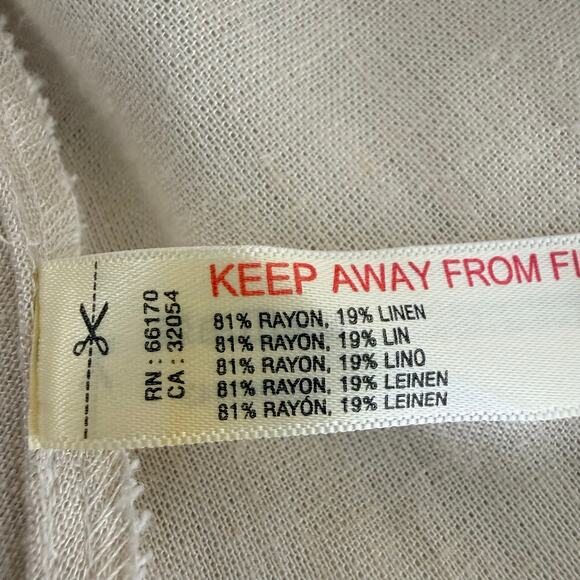 RN : 66170
CA : 32054
KEEP AWAY FROM
81% RAYON, 19% LINEN
81% RAYON, 19% LIN
81% RAYON, 19% LINO
81% RAYON, 19% LEINEN
81% RAYÓN, 19% LEINEN